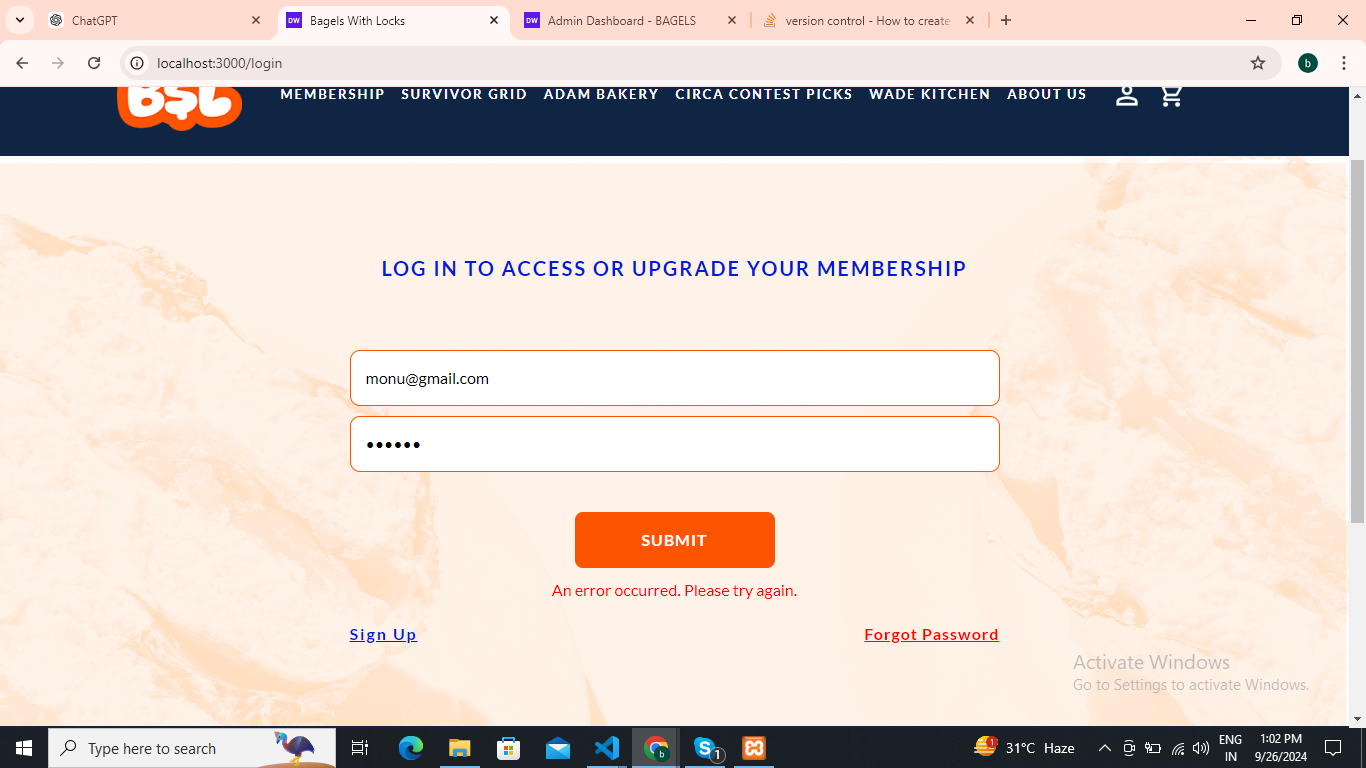 ChatGPT
Bagels With Locks
Admin Dashboard - BAGELS
version control - How to create
localhost:3000/login
b
B$L
MEMBERSHIP SURVIVOR GRID ADAM BAKERY CIRCA CONTEST PICKS WADE KITCHEN ABOUT US
LOG IN TO ACCESS OR UPGRADE YOUR MEMBERSHIP
monu@gmail.com
••••••
SUBMIT
An error occurred. Please try again.
Sign Up
Forgot Password
Activate Windows
Go to Settings to activate Windows.
Type here to search
31°C Haze
ENG
IN
1:02 PM
9/26/2024